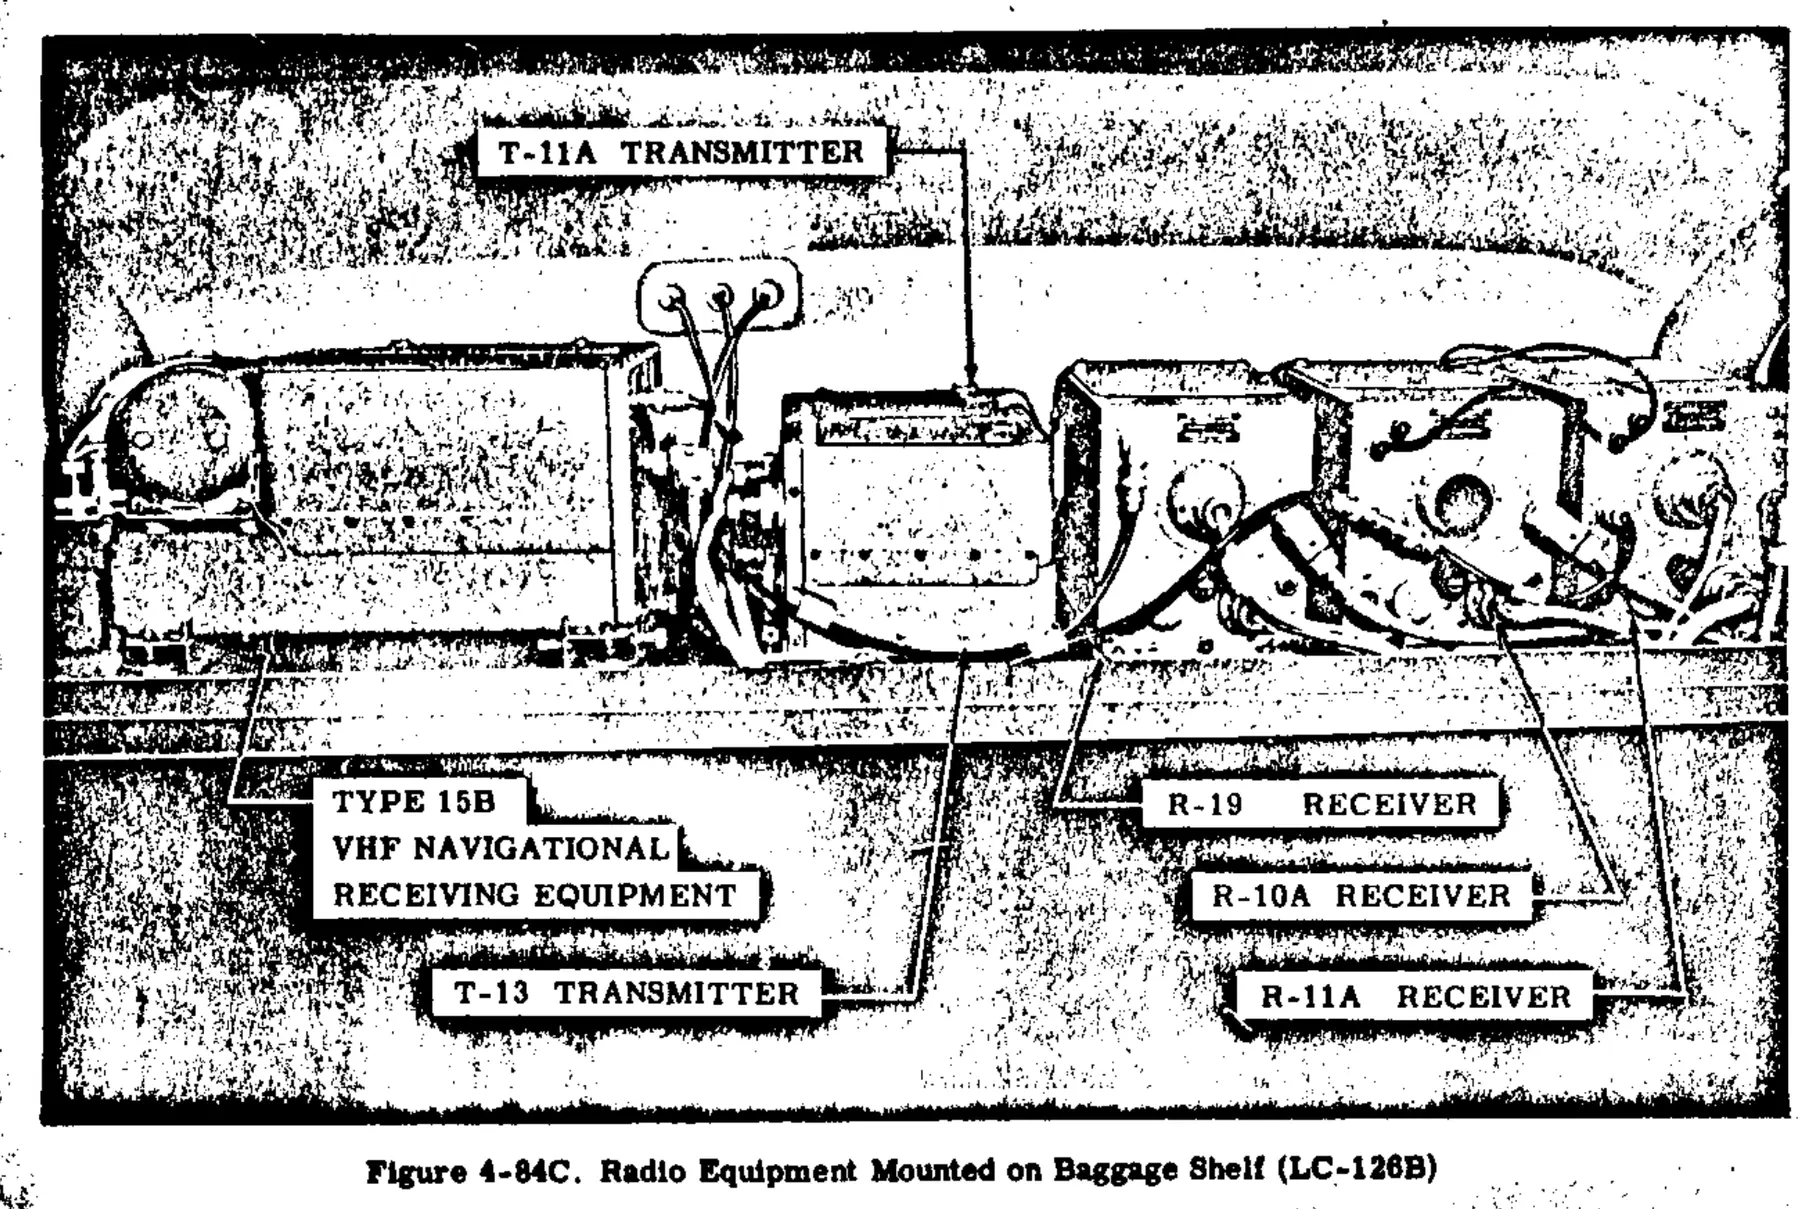 T-11A TRANSMITTER
TYPE 15B
VHF NAVIGATIONAL
RECEIVING EQUIPMENT
R-19 RECEIVER
R-10A RECEIVER
T-13 TRANSMITTER
R-11A RECEIVER
Figure 4-84C. Radio Equipment Mounted on Baggage Shelf (LC-126B)